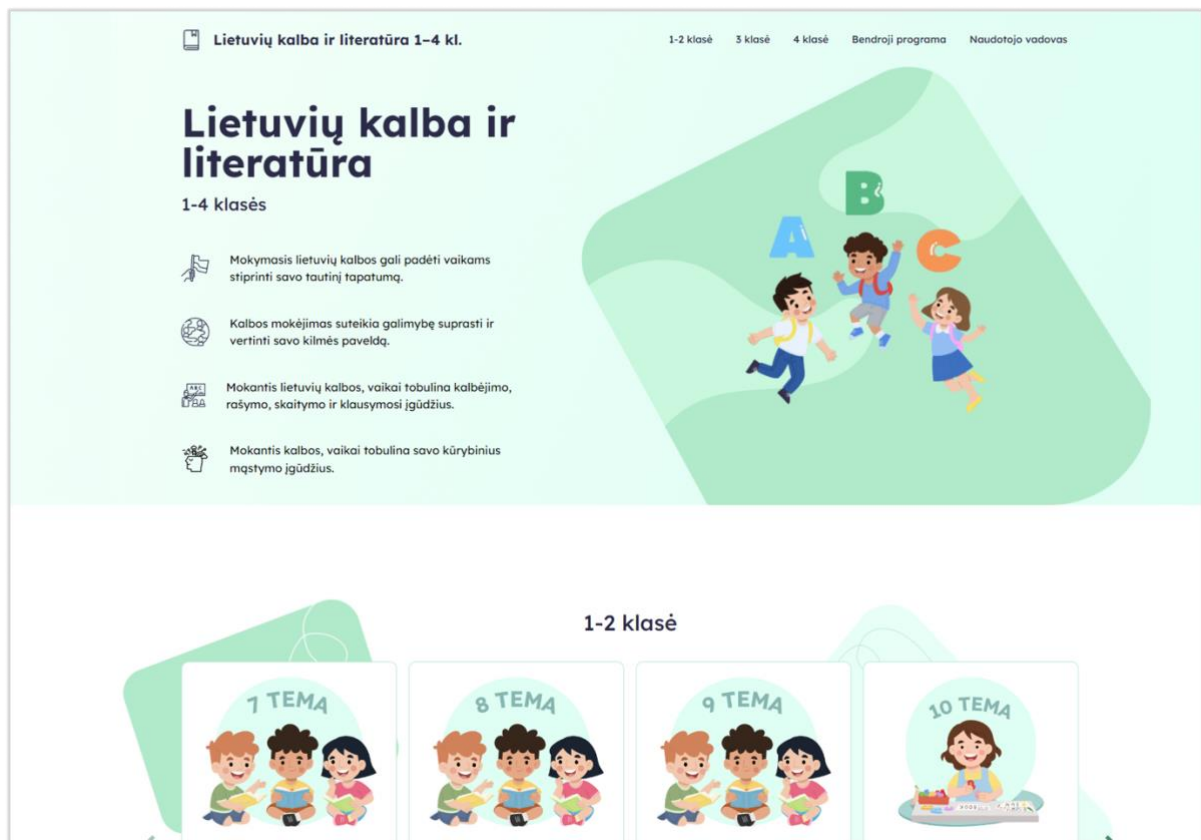 Lietuvių kalba ir literatūra 1–4 kl.
1-2 klasė 3 klasė 4 klasė Bendroji programa Naudotojo vadovas
Lietuvių kalba ir
literatūra
1-4 klasės
Mokymasis lietuvių kalbos gali padėti vaikams
stiprinti savo tautinį tapatumą.
Kalbos mokėjimas suteikia galimybę suprasti ir
vertinti savo kilmės paveldą.
Mokantis lietuvių kalbos, vaikai tobulina kalbėjimo,
rašymo, skaitymo ir klausymosi įgūdžius.
Mokantis kalbos, vaikai tobulina savo kūrybinius
mąstymo įgūdžius.
A B C
ABC
1-2 klasė
7 TEMA
8 TEMA
9 TEMA
10 TEMA